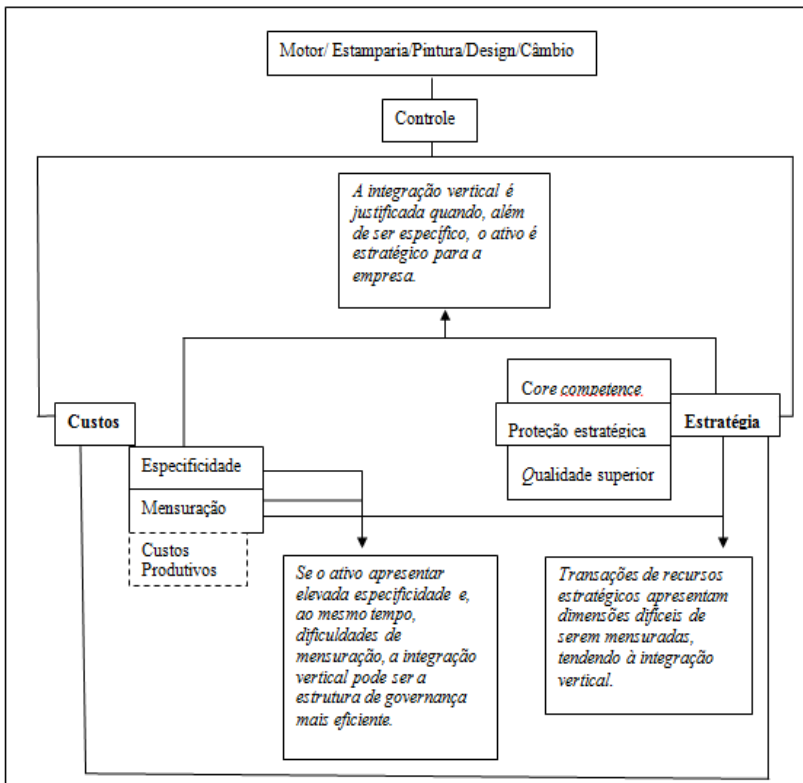 Motor/ Estamparia/Pintura/Design/Câmbio
Controle
A integração vertical é
justificada quando, além
de ser específico, o ativo é
estratégico para a
empresa.
Core competence.
Custos
Proteção estratégica
Estratégia
Especificidade
Qualidade superior
Mensuração
Custos
Produtivos
Se o ativo apresentar
elevada especificidade e,
ao mesmo tempo,
dificuldades de
mensuração, a integração
vertical pode ser a
estrutura de governança
mais eficiente.
Transações de recursos
estratégicos apresentam
dimensões difíceis de
serem mensuradas,
tendendo à integração
vertical.